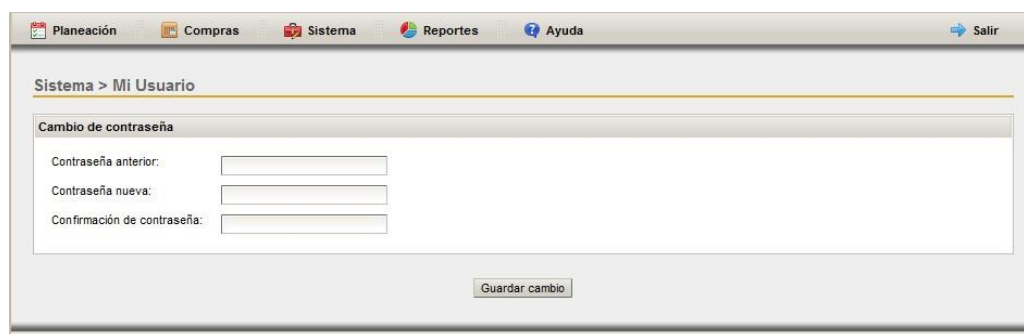 Planeación Compras Sistema Reportes Ayuda Salir
Sistema > Mi Usuario
Cambio de contraseña
Contraseña anterior:
Contraseña nueva:
Confirmación de contraseña:
Guardar cambio